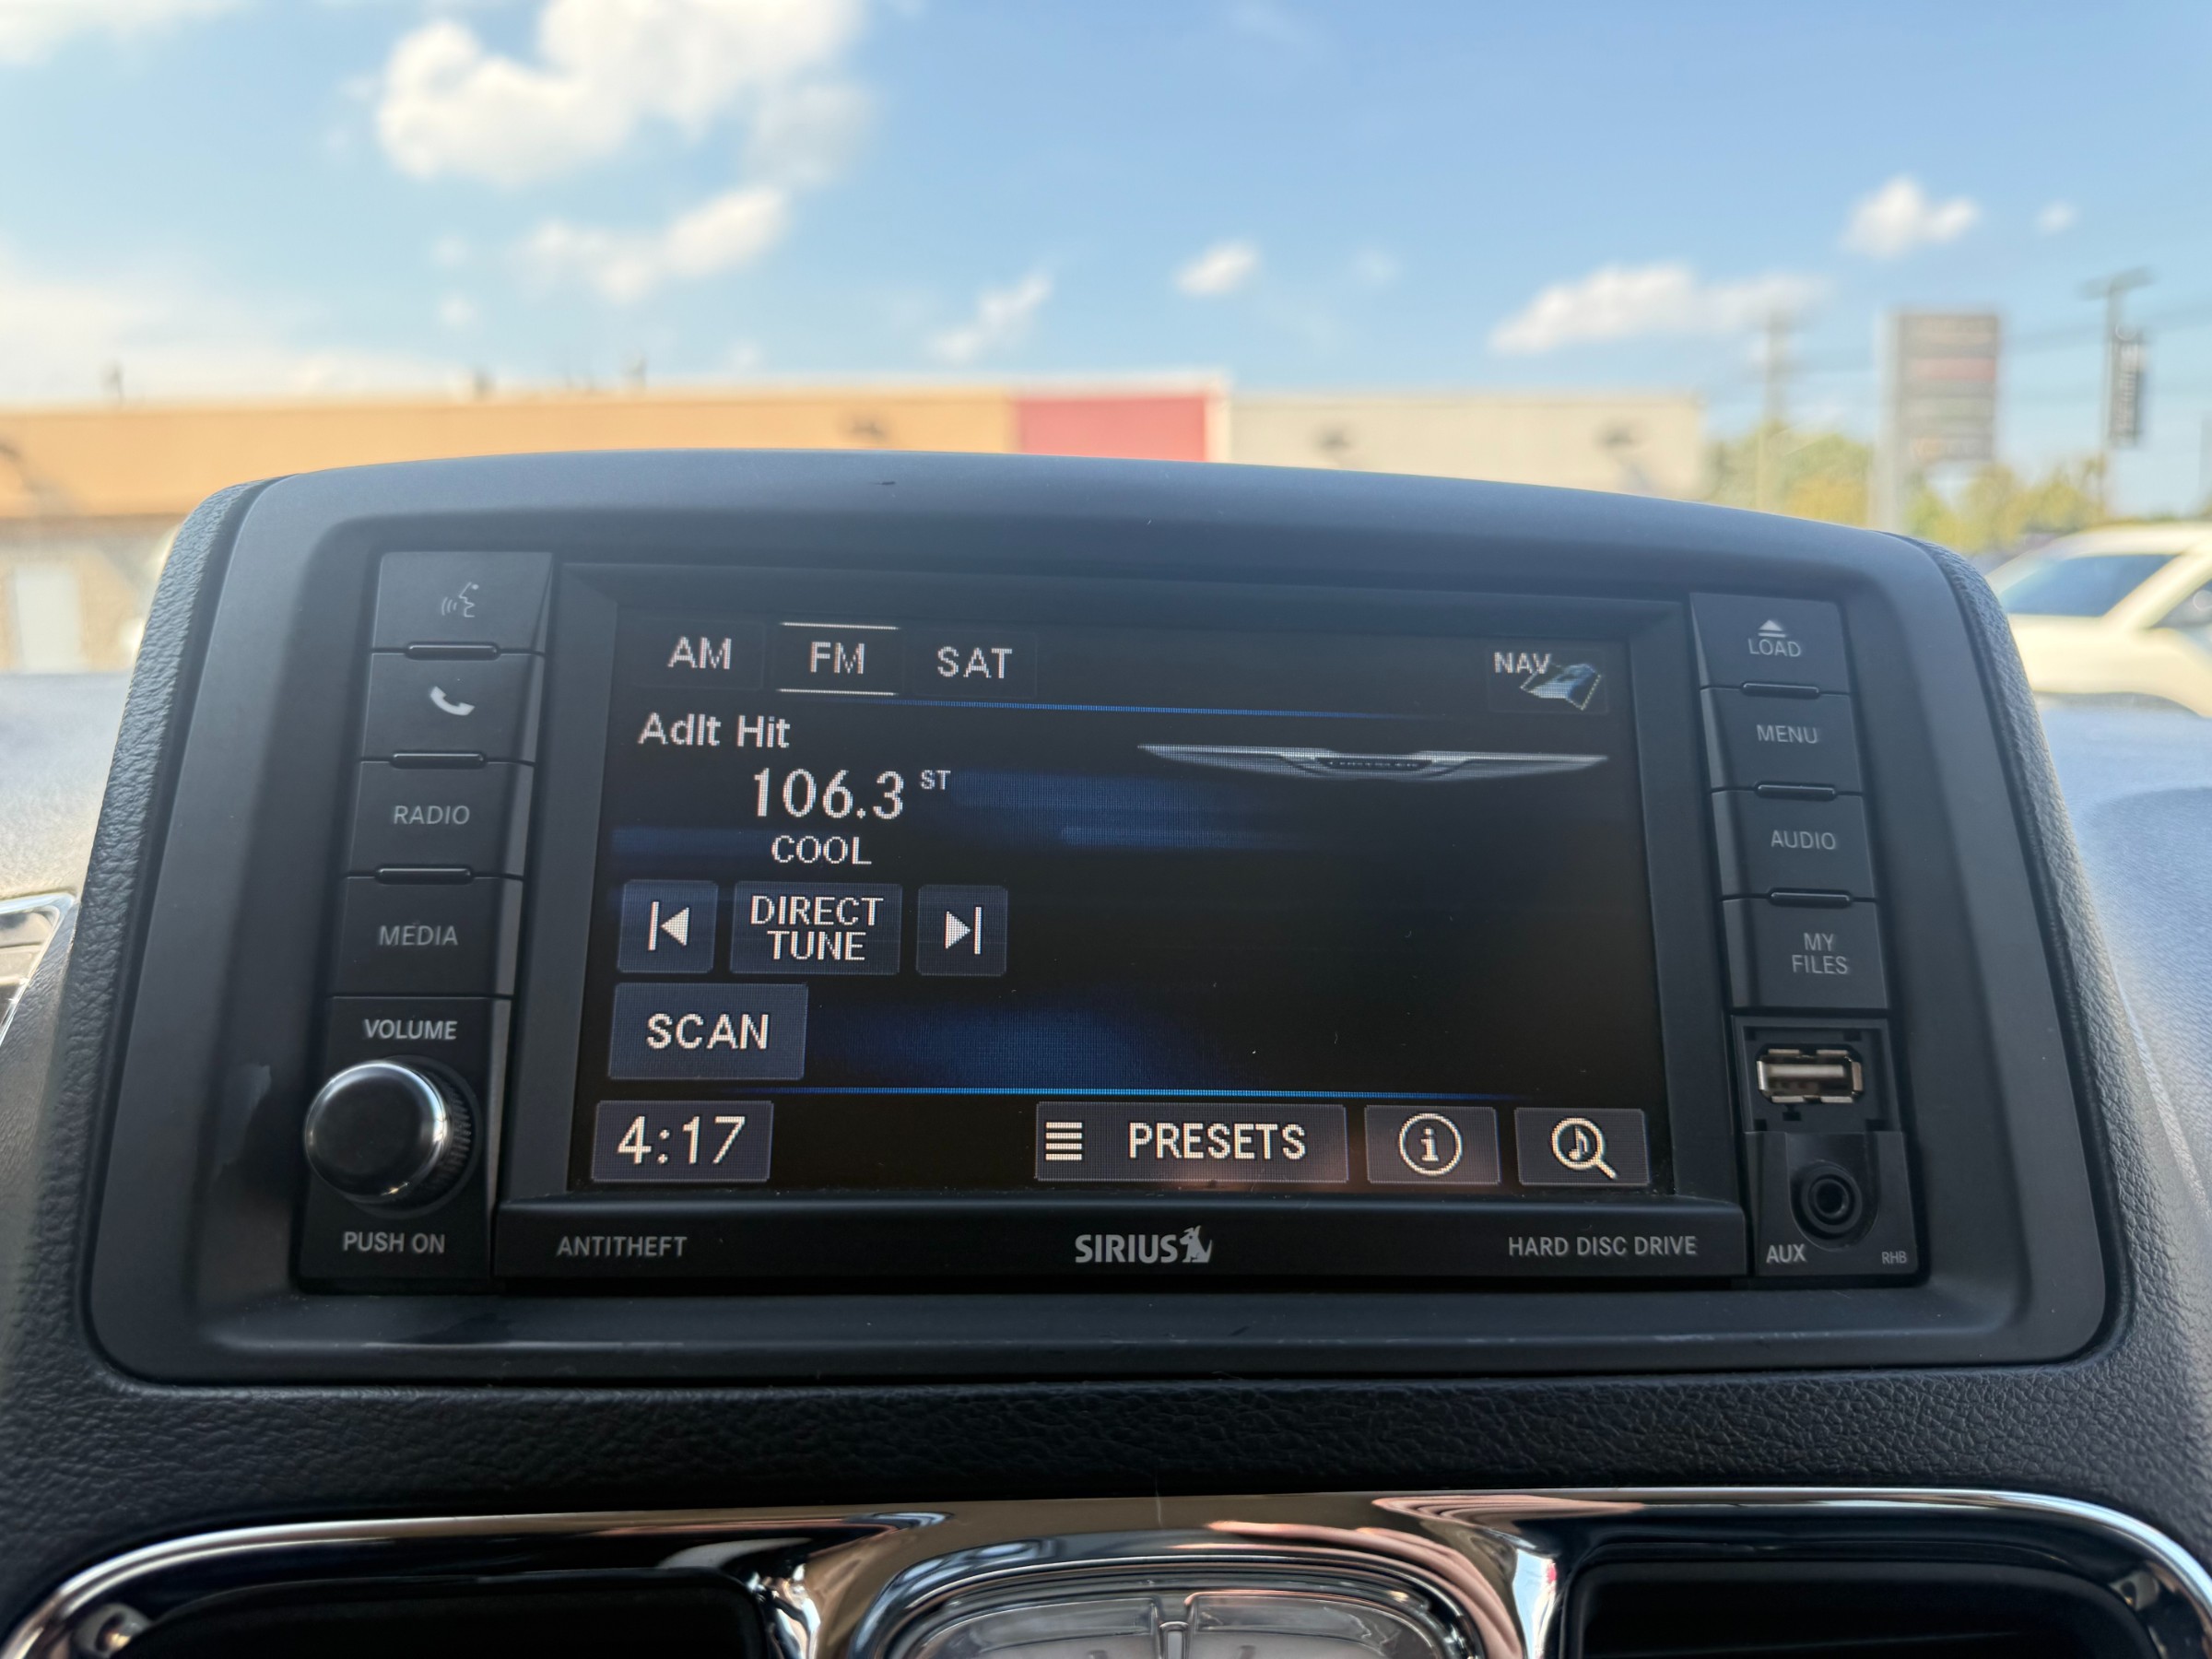 AM FM SAT NAV
Adlt Hit
106.3 ST
COOL
DIRECT
TUNE
SCAN
4:17 PRESETS
RADIO
MEDIA
VOLUME
PUSH ON
LOAD
MENU
AUDIO
MY
FILES
AUX RHB
ANTITHEFT SIRIUS HARD DISC DRIVE
CHRYSLER